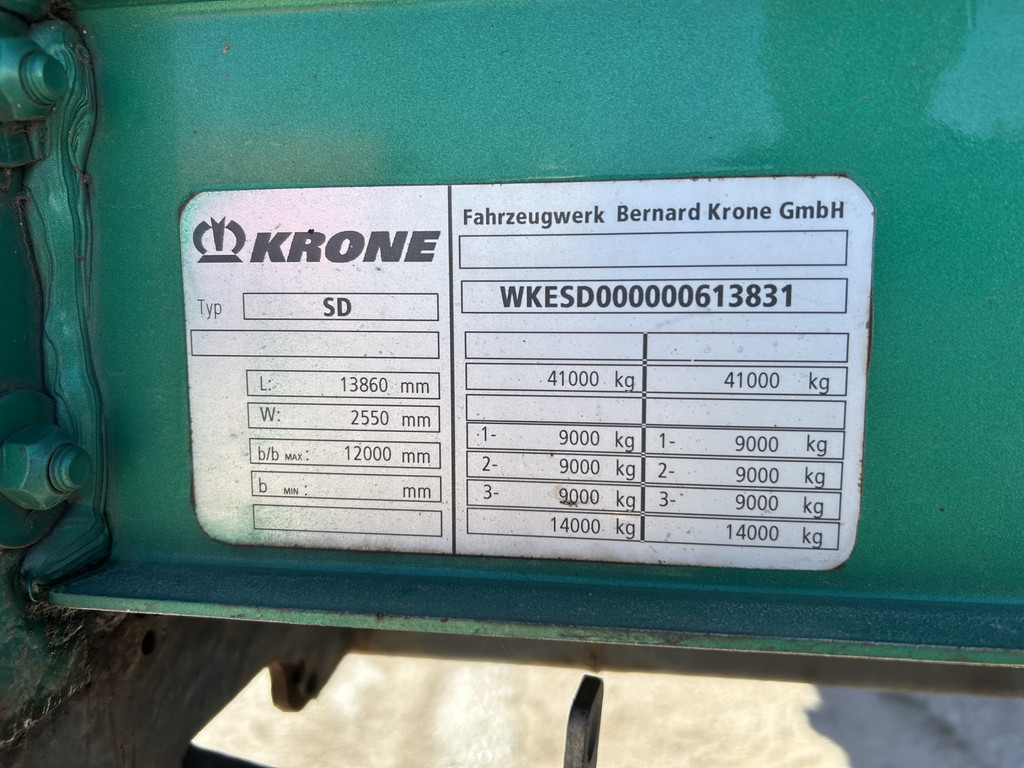 KRONE
Typ SD
L: 13860 mm
W: 2550 mm
b/b MAX: 12000 mm
b MIN: mm
Fahrzeugwerk Bernard Krone GmbH
WKESD000000613831
41000 kg 41000 kg
1- 9000 kg 1- 9000 kg
2- 9000 kg 2- 9000 kg
3- 9000 kg 3- 9000 kg
14000 kg 14000 kg